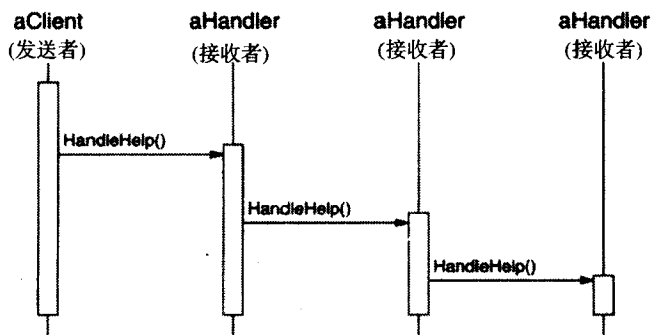 aClient
(发送者)
aHandler
(接收者)
aHandler
(接收者)
aHandler
(接收者)
HandleHelp()
HandleHelp()
HandleHelp()